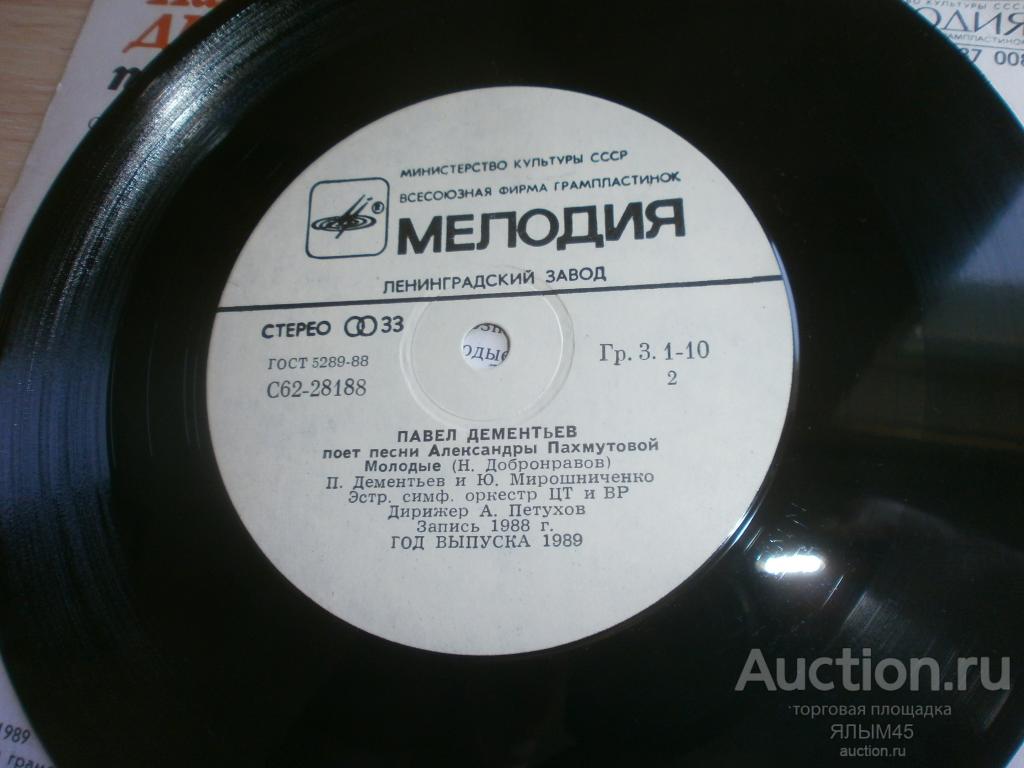 МИНИСТЕРСТВО КУЛЬТУРЫ СССР
ВСЕСОЮЗНАЯ ФИРМА ГРАМПЛАСТИНОК
МЕЛОДИЯ
ЛЕНИНГРАДСКИЙ ЗАВОД
СТЕРЕО 33
ГОСТ 5289-88
С62-28188
Гр. 3. 1-10
2
ПАВЕЛ ДЕМЕНТЬЕВ
поет песни Александры Пахмутовой
Молодые (Н. Добронравов)
П. Дементьев и Ю. Мирошниченко
Эстр. симф. оркестр ЦТ и ВР
Дирижер А. Петухов
Запись 1988 г.
ГОД ВЫПУСКА 1989
1989
Auction.ru
торговая площадка
ЯЛЫМ45
auction.ru